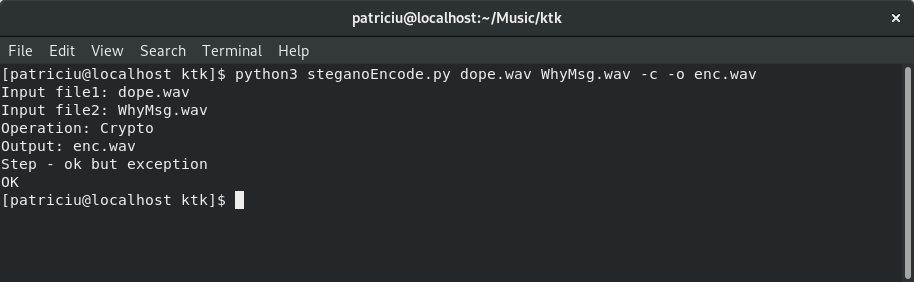 patriciu@localhost:~/Music/ktk ×
File Edit View Search Terminal Help
[patriciu@localhost ktk]$ python3 steganoEncode.py dope.wav WhyMsg.wav -c -o enc.wav
Input file1: dope.wav
Input file2: WhyMsg.wav
Operation: Crypto
Output: enc.wav
Step - ok but exception
OK
[patriciu@localhost ktk]$